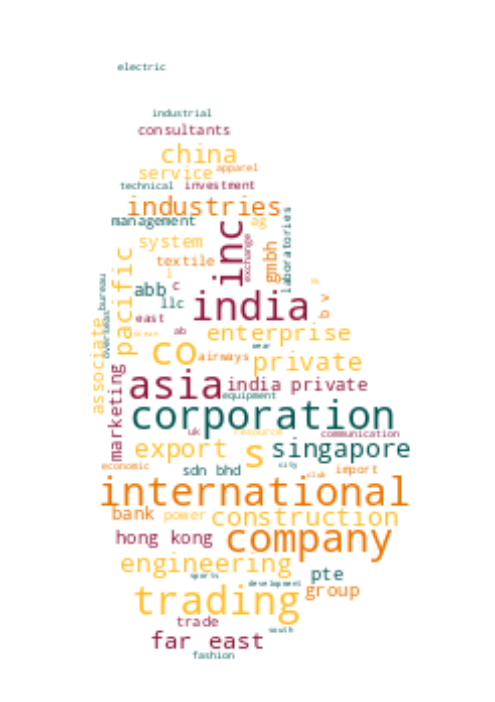 electric
industrial
consultants
china
service apparel
technical investment
industries
management ag
laboratories
system
inc
exchange
gmbh
textile
pacific
l
bureau
abb c
llc
india
b v
east
overseas
ab ocean
enterprise
wear
co airways private
associate
asia india private
marketing
equipment
corporation
uk resource communication
export s singapore
economic sdn bhd city club import
international
bank power construction
hong kong company
engineering
sports development pte
trading group
trade
south
far east
fashion